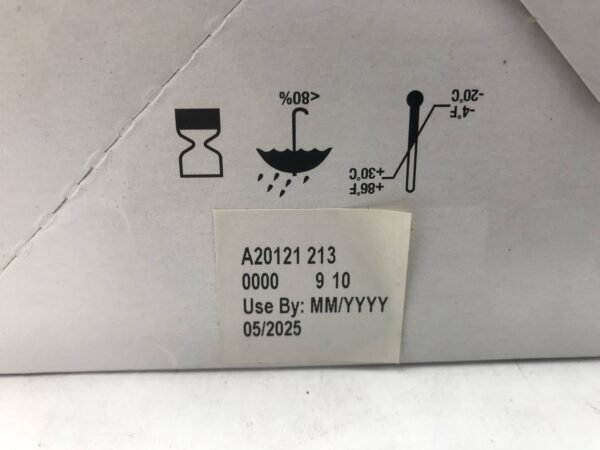 <80%
-4°F
-20°C
+86°F
+30°C
A20121 213
0000 9 10
Use By: MM/YYYY
05/2025